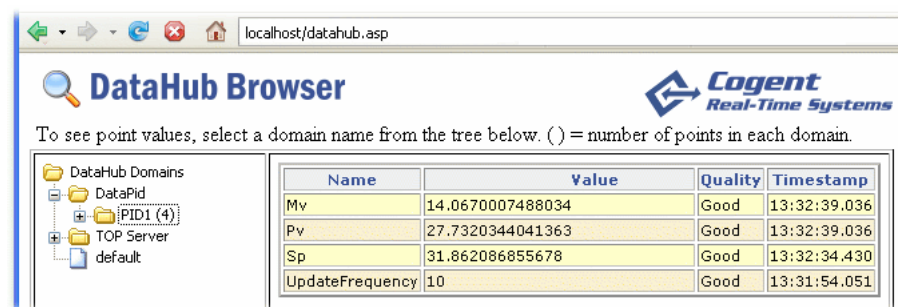 localhost/datahub.asp
DataHub Browser
Cogent
Real-Time Systems
To see point values, select a domain name from the tree below. ( ) = number of points in each domain.
DataHub Domains
DataPid
PID1 (4)
TOP Server
default
Name Value Quality Timestamp
Mv 14.0670007488034 Good 13:32:39.036
Pv 27.7320344041363 Good 13:32:39.036
Sp 31.862086855678 Good 13:32:34.430
UpdateFrequency 10 Good 13:31:54.051